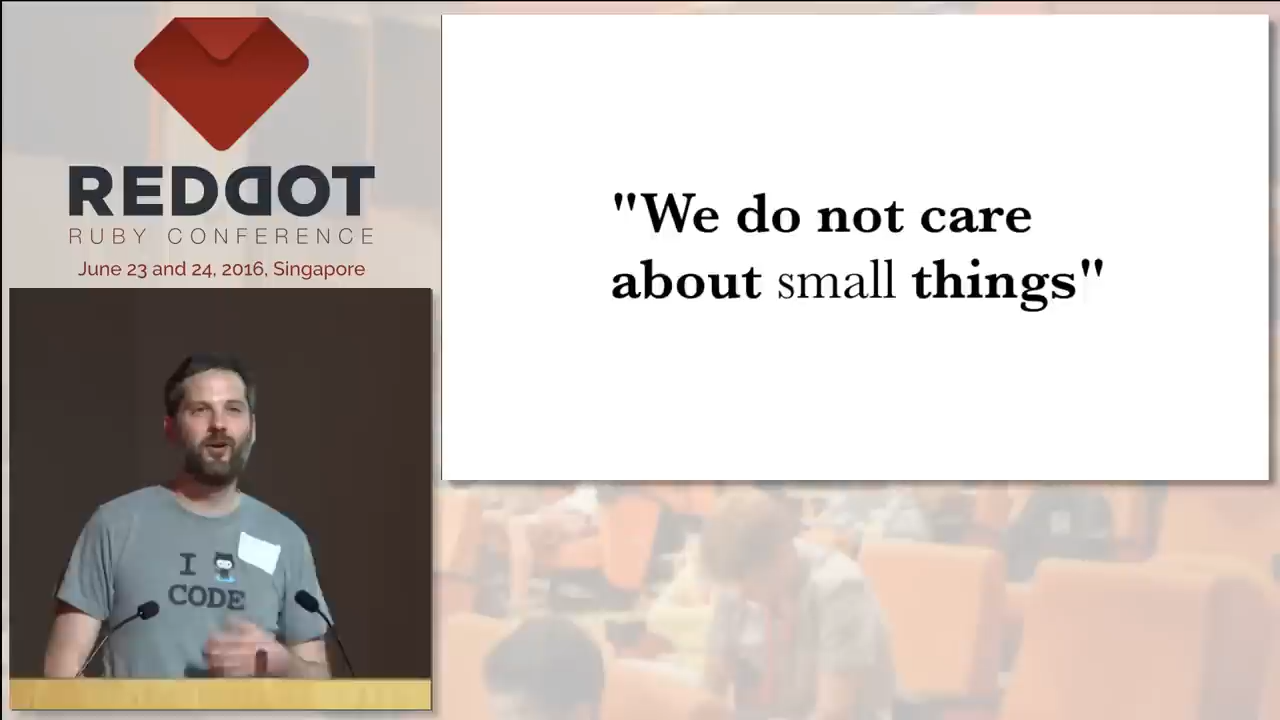 REDDOT
RUBY CONFERENCE
June 23 and 24, 2016, Singapore
"We do not care
about small things"
I
CODE